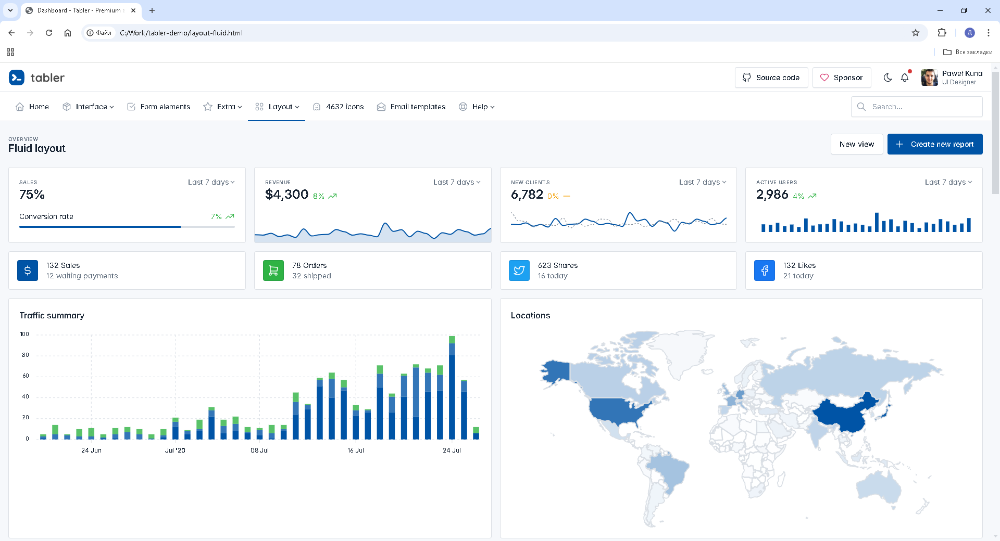 Dashboard - Tabler - Premium
Файл
C:/Work/tabler-demo/layout-fluid.html
Д
Все закладки
tabler
Source code
Sponsor
Paweł Kuna
UI Designer
Home
Interface
Form elements
Extra
Layout
4637 icons
Email templates
Help
Search...
OVERVIEW
Fluid layout
New view
Create new report
SALES
Last 7 days
75%
Conversion rate
7%
REVENUE
Last 7 days
$4,300
8%
NEW CLIENTS
Last 7 days
6,782
0%
ACTIVE USERS
Last 7 days
2,986
4%
132 Sales
12 waiting payments
78 Orders
32 shipped
623 Shares
16 today
132 Likes
21 today
Traffic summary
100
80
60
40
20
0
24 Jun
Jul '20
08 Jul
16 Jul
24 Jul
Locations